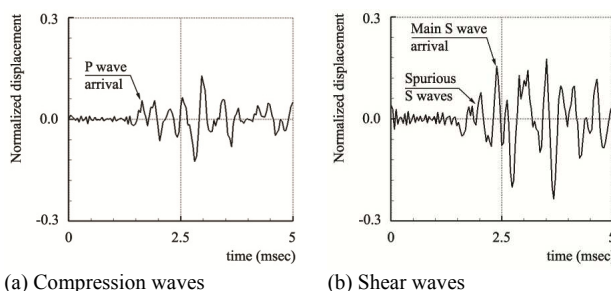 0.3
0.0
-0.3
Normalized displacement
P wave
arrival
0
2.5
5
time (msec)
(a) Compression waves
0.3
0.0
-0.3
Normalized displacement
Main S wave
arrival
Spurious
S waves
0
2.5
5
time (msec)
(b) Shear waves